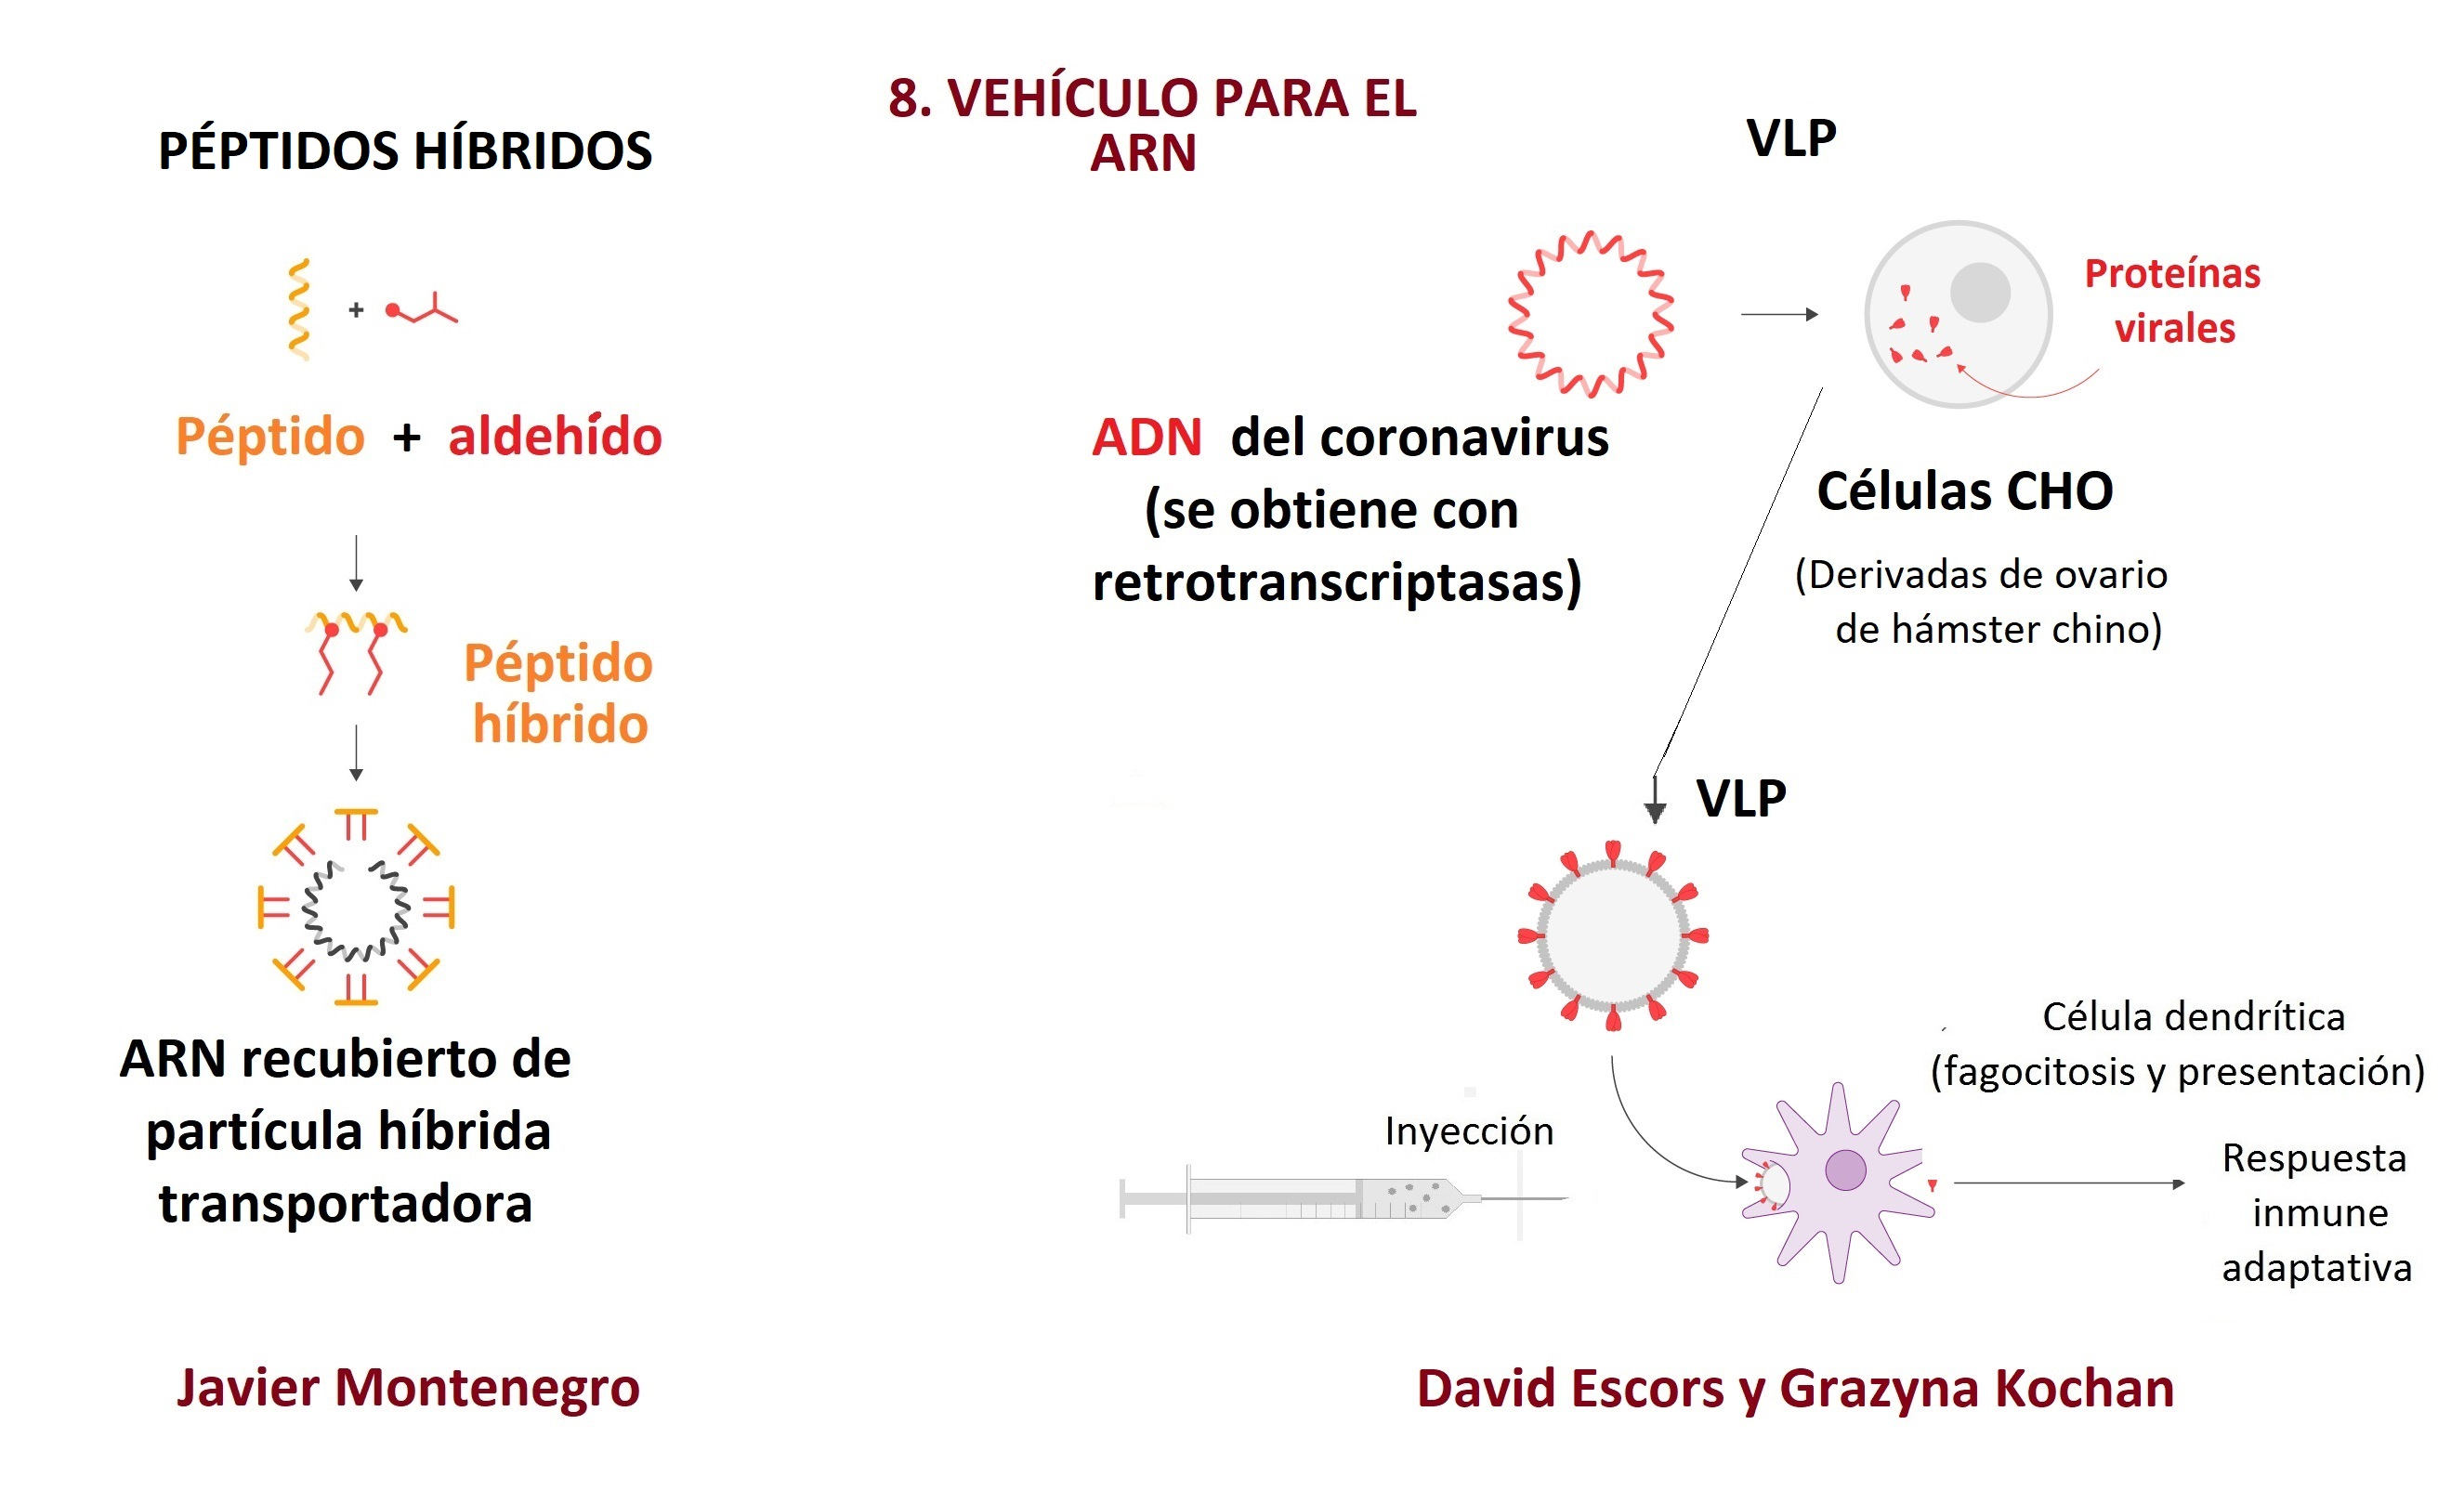 8. VEHÍCULO PARA EL
ARN
PÉPTIDOS HÍBRIDOS
+
Péptido + aldehído
Péptido
híbrido
ARN recubierto de
partícula híbrida
transportadora
Javier Montenegro
VLP
Proteínas
virales
ADN del coronavirus
(se obtiene con
retrotranscriptasas)
Células CHO
(Derivadas de ovario
de hámster chino)
VLP
Inyección
Célula dendrítica
(fagocitosis y presentación)
Respuesta
inmune
adaptativa
David Escors y Grazyna Kochan